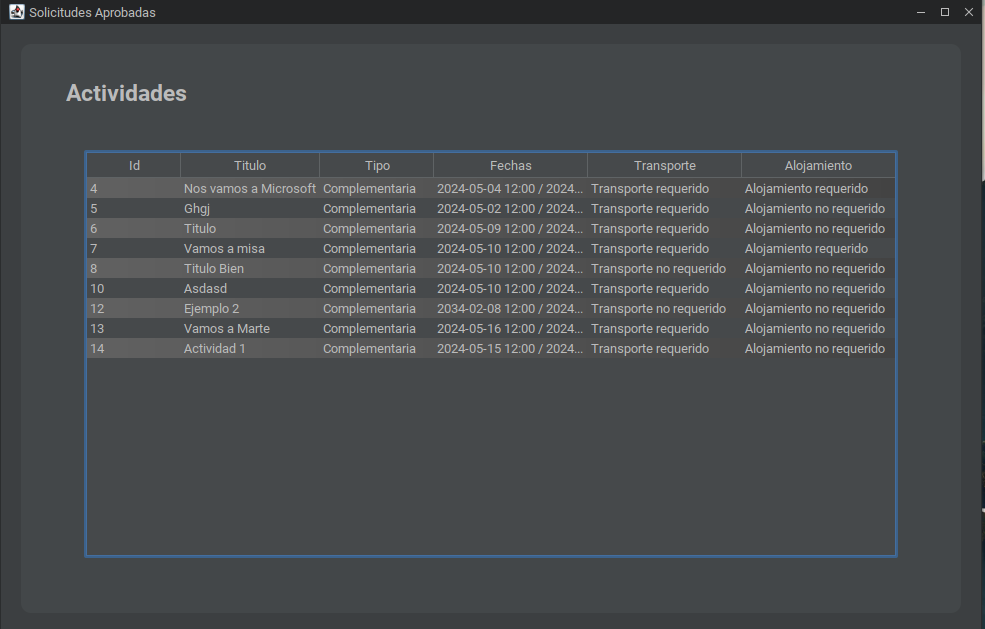 Solicitudes Aprobadas
Actividades
Id Titulo Tipo Fechas Transporte Alojamiento
4 Nos vamos a Microsoft Complementaria 2024-05-04 12:00 / 2024... Transporte requerido Alojamiento requerido
5 Ghgj Complementaria 2024-05-02 12:00 / 2024... Transporte requerido Alojamiento no requerido
6 Titulo Complementaria 2024-05-09 12:00 / 2024... Transporte requerido Alojamiento no requerido
7 Vamos a misa Complementaria 2024-05-10 12:00 / 2024... Transporte requerido Alojamiento requerido
8 Titulo Bien Complementaria 2024-05-10 12:00 / 2024... Transporte no requerido Alojamiento no requerido
10 Asdasd Complementaria 2024-05-10 12:00 / 2024... Transporte requerido Alojamiento no requerido
12 Ejemplo 2 Complementaria 2034-02-08 12:00 / 2024... Transporte no requerido Alojamiento no requerido
13 Vamos a Marte Complementaria 2024-05-16 12:00 / 2024... Transporte requerido Alojamiento no requerido
14 Actividad 1 Complementaria 2024-05-15 12:00 / 2024... Transporte requerido Alojamiento no requerido